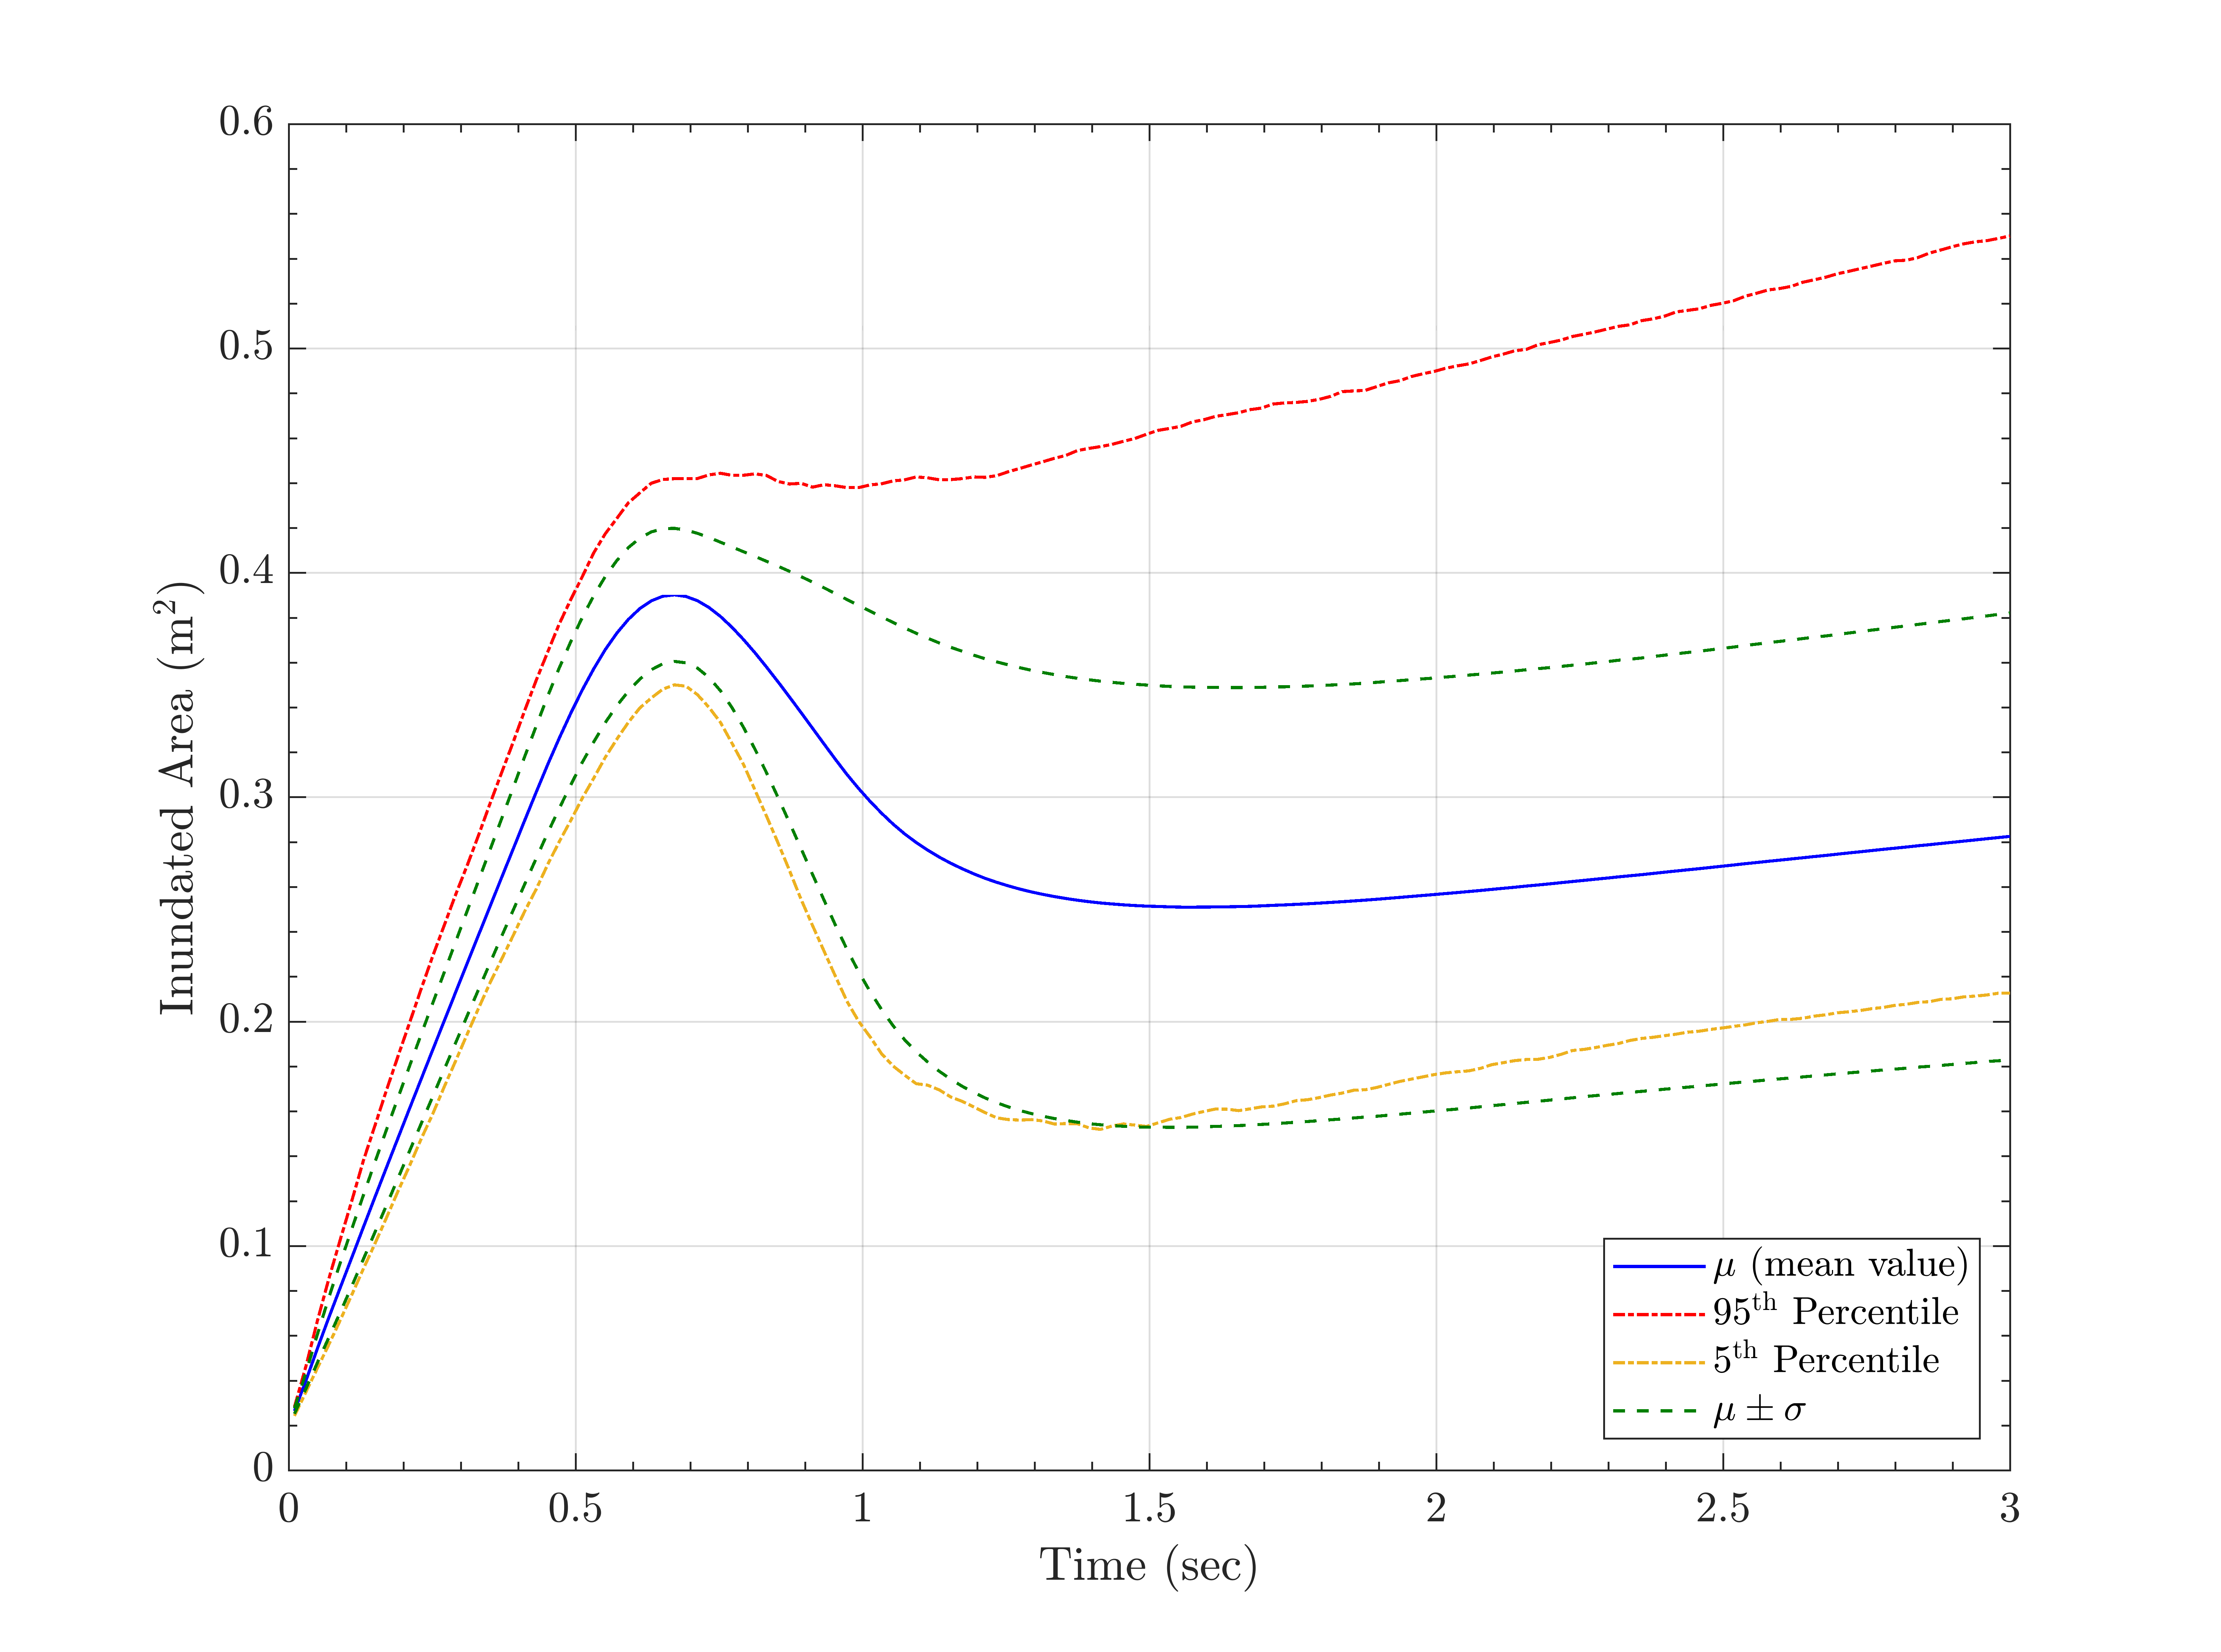 0.6
0.5
0.4
0.3
0.2
0.1
0
Inundated Area (m²)
0 0.5 1 1.5 2 2.5 3
Time (sec)
μ (mean value)
95ᵗʰ Percentile
5ᵗʰ Percentile
μ ± σ